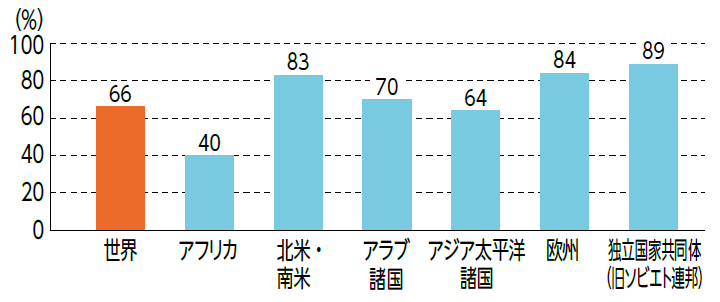 (%)
100
80
60
40
20
0
66
40
83
70
64
84
89
世界
アフリカ
北米・
南米
アラブ
諸国
アジア太平洋
諸国
欧州
独立国家共同体
(旧ソビエト連邦)